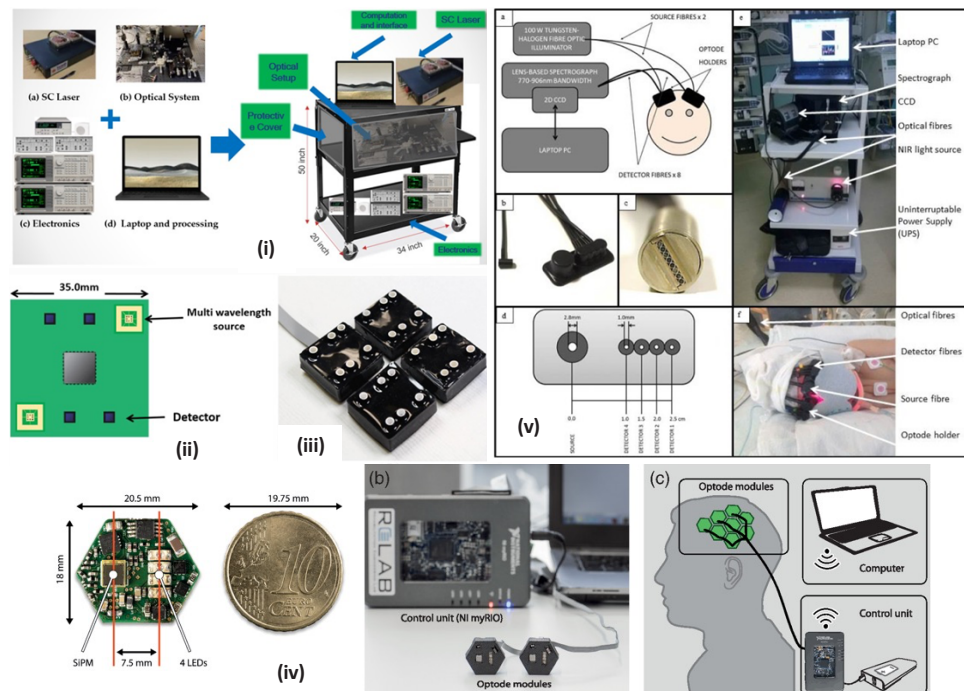 Computation and
interface
SC Laser
Optical
Setup
Protectiv
e Cover
(a) SC Laser
(b) Optical System
(c) Electronics
(d) Laptop and processing
50 inch
20 inch
34 inch
Electronics
(i)
35.0mm
Multi wavelength
source
Detector
(ii)
(iii)
a
100 W TUNGSTEN-
HALOGEN FIBRE OPTIC
ILLUMINATOR
LENS-BASED SPECTROGRAPH
770-906nm BANDWIDTH
2D CCD
LAPTOP PC
SOURCE FIBRES x 2
OPTODE
HOLDERS
DETECTOR FIBRES x 8
b
c
d
2.8mm
1.0mm
0.0
1.0
1.5
2.0
2.5 cm
SOURCE
DETECTOR 4
DETECTOR 3
DETECTOR 2
DETECTOR 1
(v)
e
Laptop PC
Spectrograph
CCD
Optical fibres
NIR light source
Uninterruptable
Power Supply
(UPS)
f
Optical fibres
Detector fibres
Source fibre
Optode holder
20.5 mm
18 mm
SiPM
7.5 mm
4 LEDs
19.75 mm
10
CENT
(iv)
(b)
LAB
Control unit (NI myRIO)
Optode modules
(c)
Optode modules
Computer
Control unit